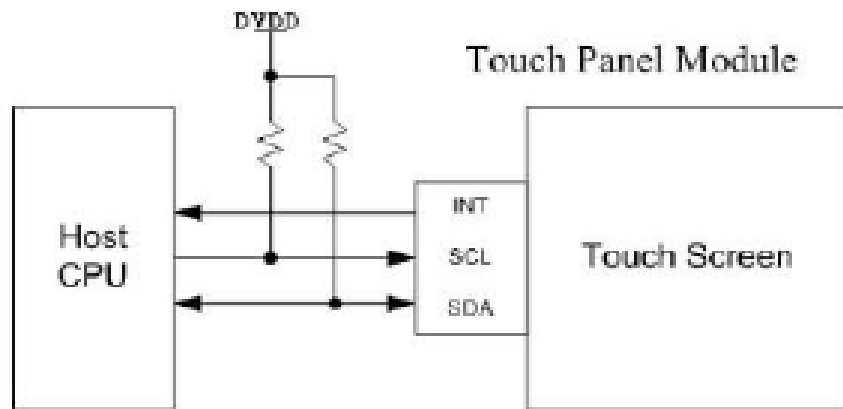 DVDD
Touch Panel Module
Host
CPU
INT
SCL
SDA
Touch Screen